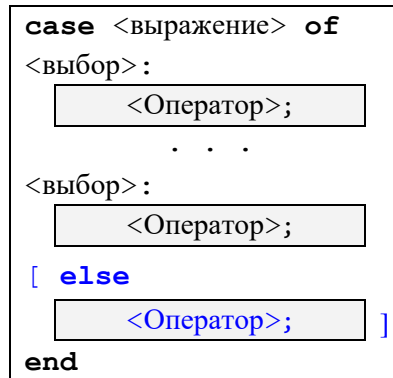 case <выражение> of
<выбор>:
<Оператор>;
. . .
<выбор>:
<Оператор>;
[ else
<Оператор>; ]
end